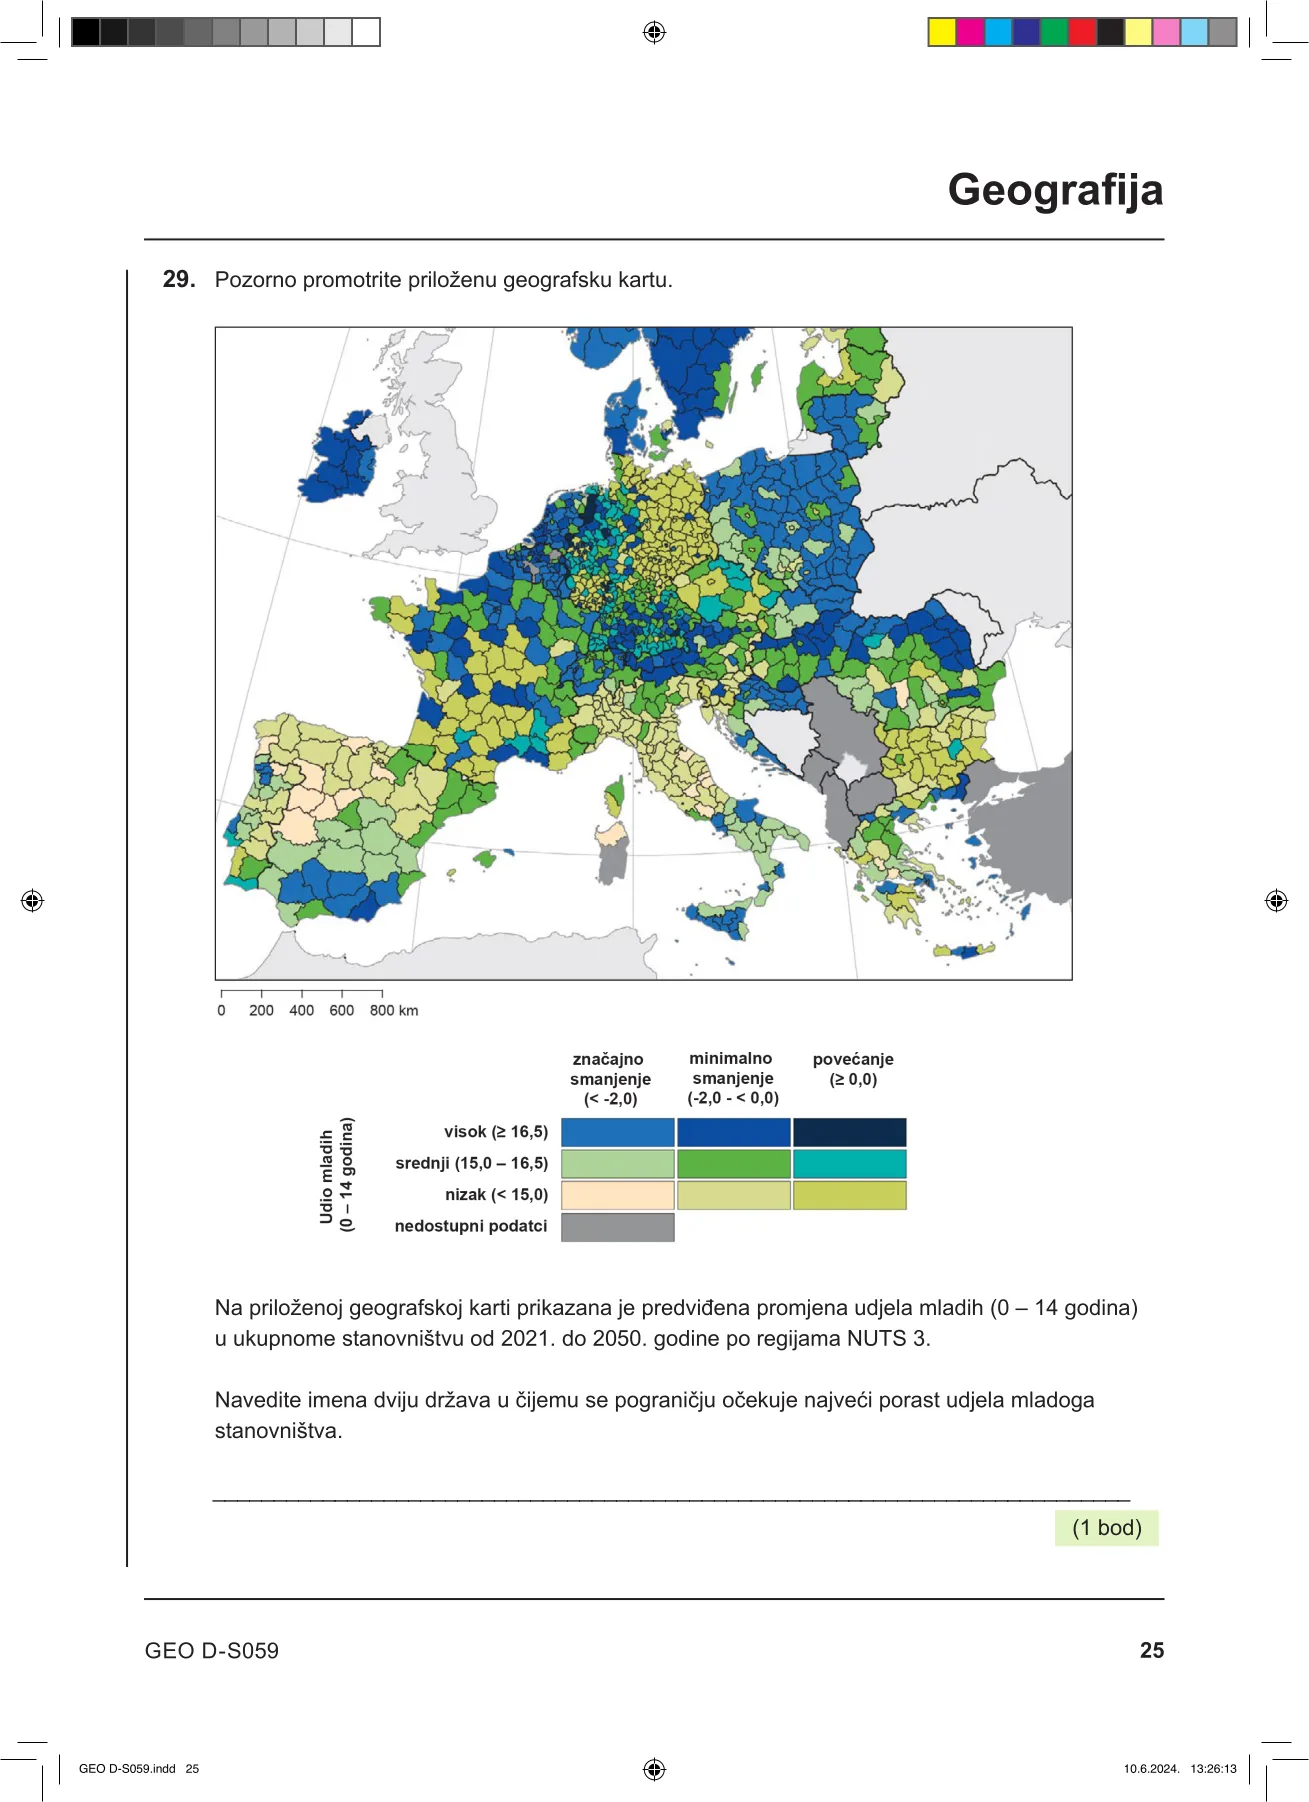 Geografija
29. Pozorno promotrite priloženu geografsku kartu.
0 200 400 600 800 km
značajno smanjenje (< -2,0)
minimalno smanjenje (-2,0 - < 0,0)
povećanje (≥ 0,0)
Udio mladih (0 – 14 godina)
visok (≥ 16,5)
srednji (15,0 – 16,5)
nizak (< 15,0)
nedostupni podatci
Na priloženoj geografskoj karti prikazana je predviđena promjena udjela mladih (0 – 14 godina)
u ukupnome stanovništvu od 2021. do 2050. godine po regijama NUTS 3.
Navedite imena dviju država u čijemu se pograničju očekuje najveći porast udjela mladoga
stanovništva.
(1 bod)
GEO D-S059
25
GEO D-S059.indd 25
10.6.2024. 13:26:13